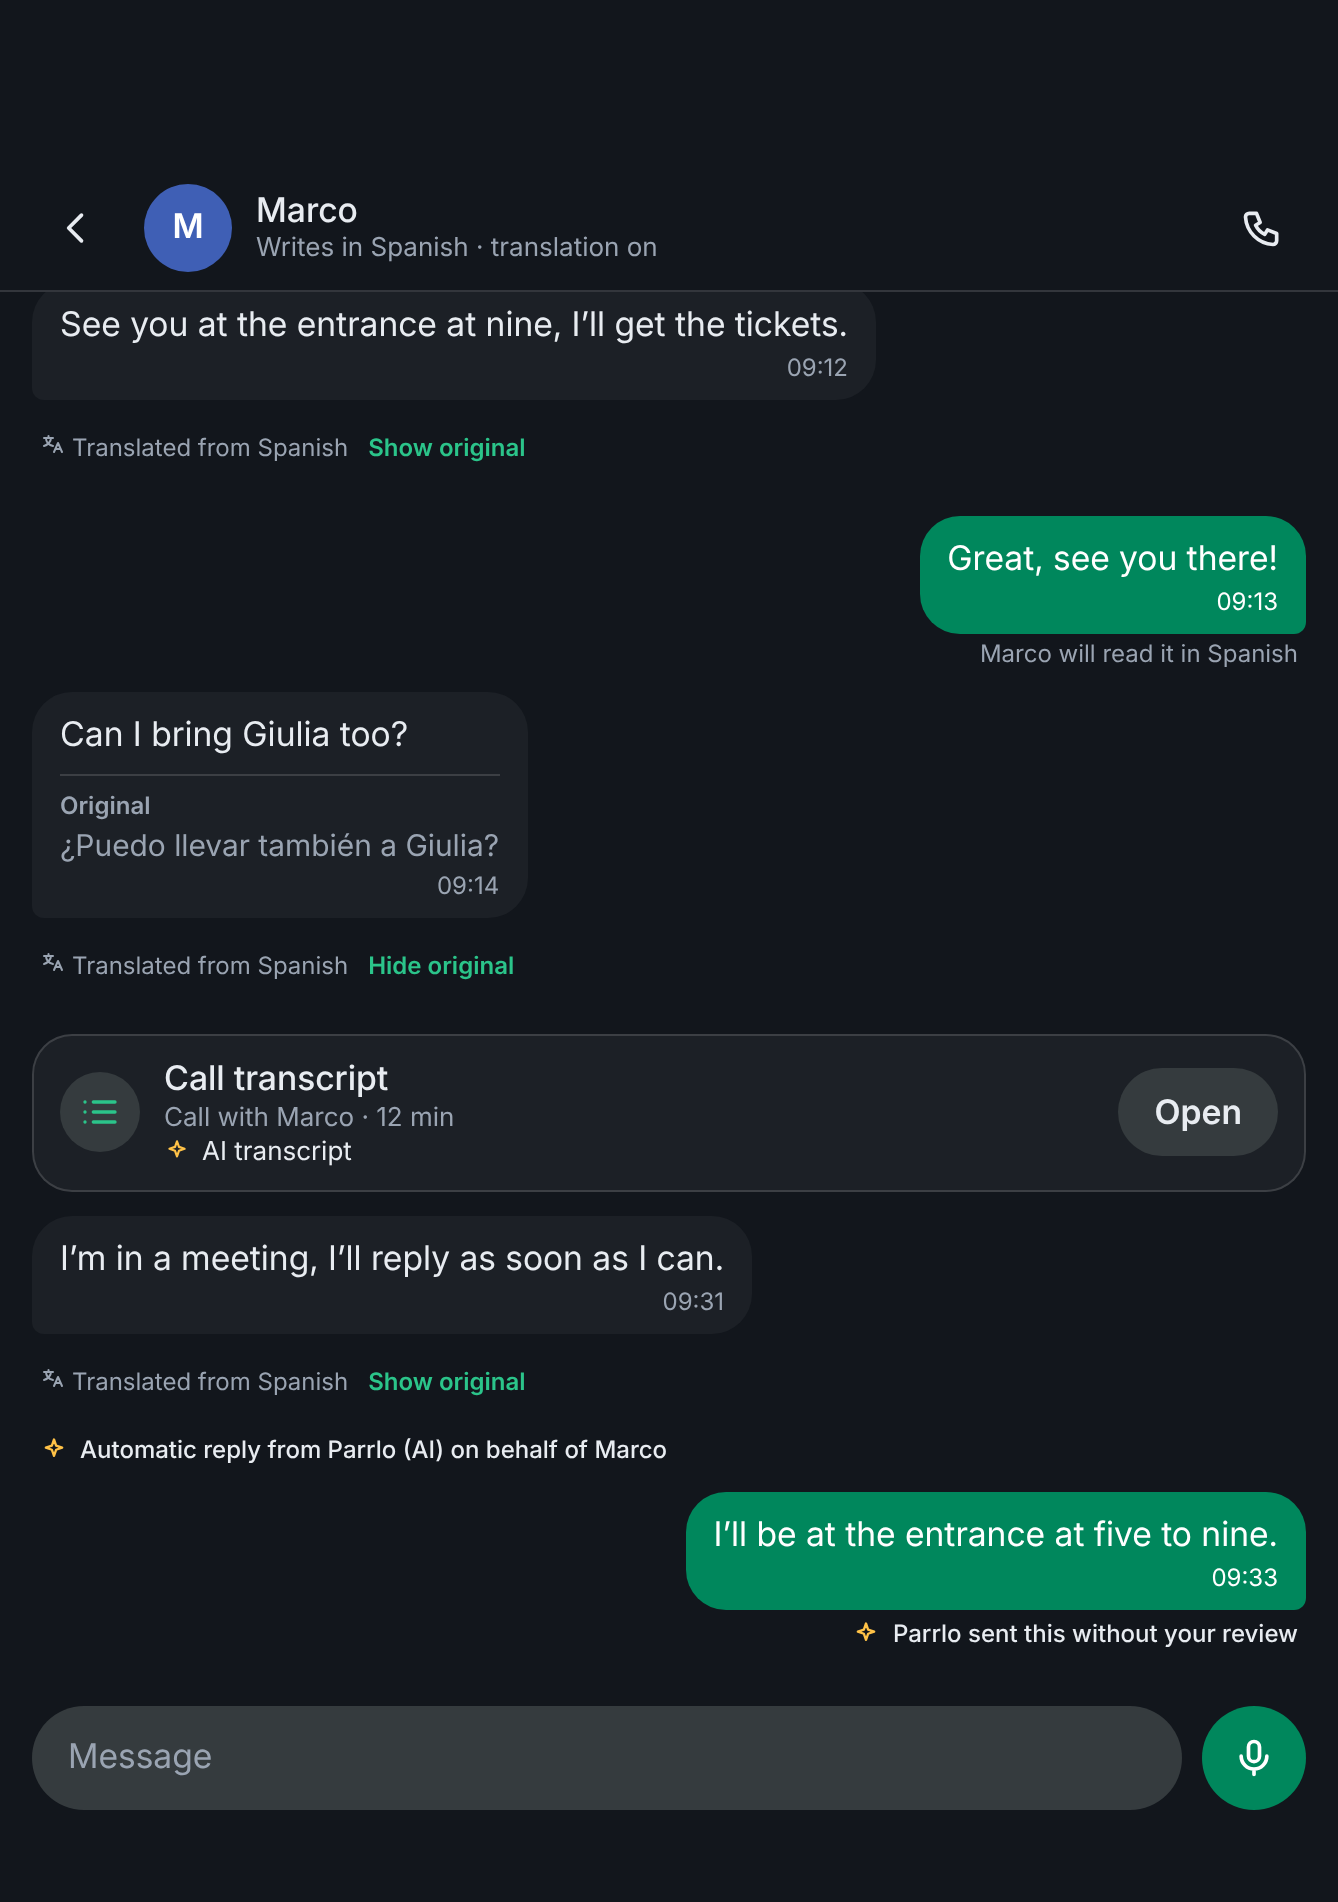 M
Marco
Writes in Spanish · translation on
See you at the entrance at nine, I’ll get the tickets.
09:12
Translated from Spanish Show original
Great, see you there!
09:13
Marco will read it in Spanish
Can I bring Giulia too?
Original
¿Puedo llevar también a Giulia?
09:14
Translated from Spanish Hide original
Call transcript
Call with Marco · 12 min
AI transcript
Open
I’m in a meeting, I’ll reply as soon as I can.
09:31
Translated from Spanish Show original
Automatic reply from Parrlo (AI) on behalf of Marco
I’ll be at the entrance at five to nine.
09:33
Parrlo sent this without your review
Message